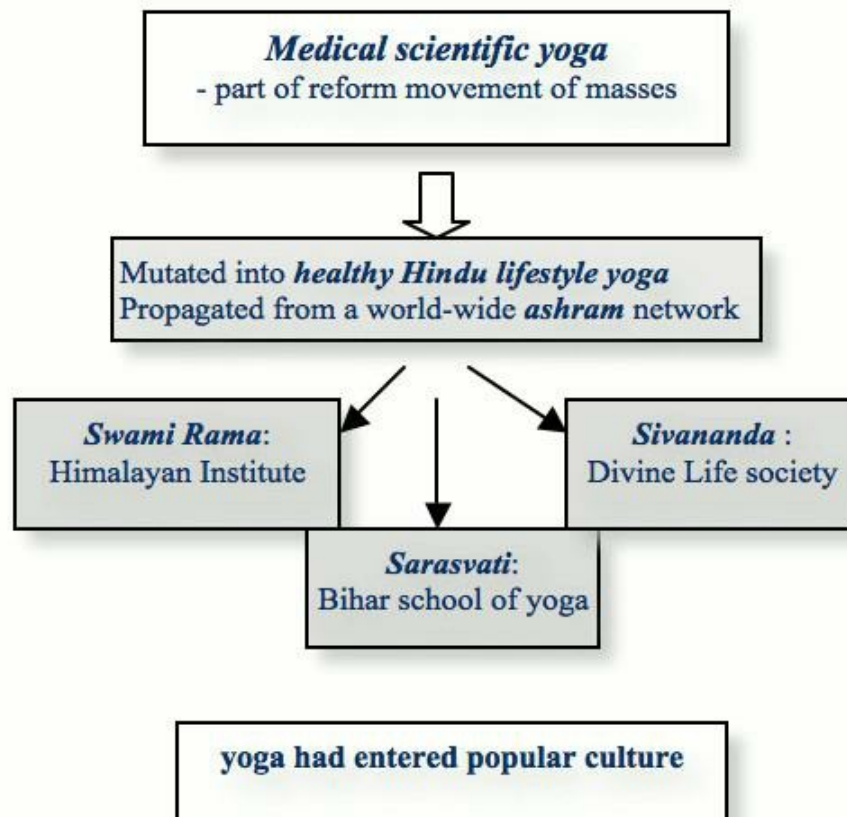 Medical scientific yoga
- part of reform movement of masses
Mutated into healthy Hindu lifestyle yoga
Propagated from a world-wide ashram network
Swami Rama:
Himalayan Institute
Sivananda :
Divine Life society
Sarasvati:
Bihar school of yoga
yoga had entered popular culture